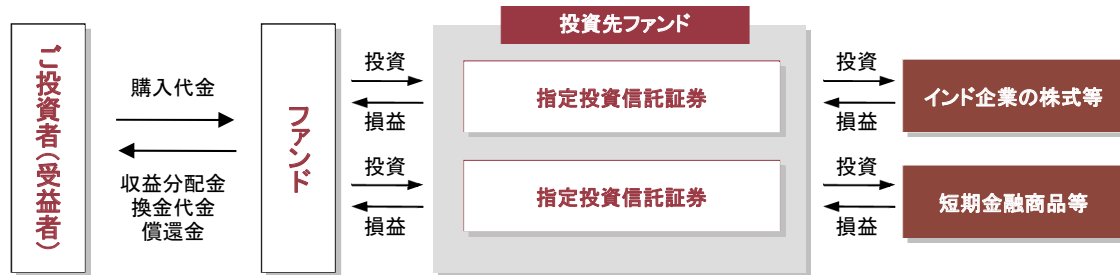 ご投資者(受益者)
購入代金
収益分配金
換金代金
償還金
ファンド
投資
損益
投資
損益
投資先ファンド
指定投資信託証券
指定投資信託証券
投資
損益
投資
損益
インド企業の株式等
短期金融商品等